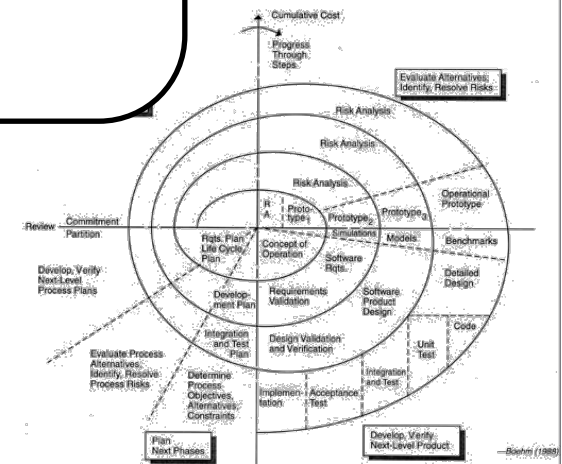 Cumulative Cost
Progress
Through
Steps
Evaluate Alternatives,
Identify, Resolve Risks
Risk Analysis
Risk Analysis
Risk Analysis
Operational
Prototype
R
A
Proto-
type1
Prototype2
Prototype3
Review
Commitment
Partition
Simulations
Models
Benchmarks
Rqts. Plan
Life Cycle
Plan
Concept of
Operation
Software
Rqts.
Detailed
Design
Develop, Verify
Next-Level
Process Plans
Develop-
ment Plan
Requirements
Validation
Software
Product
Design
Code
Unit
Test
Integration
and Test
Plan
Design Validation
and Verification
Evaluate Process
Alternatives,
Identify, Resolve
Process Risks
Determine
Process
Objectives,
Alternatives,
Constraints
Integration
and Test
Implemen-
tation
Acceptance
Test
Plan
Next Phases
Develop, Verify
Next-Level Product
—Boehm (1988)